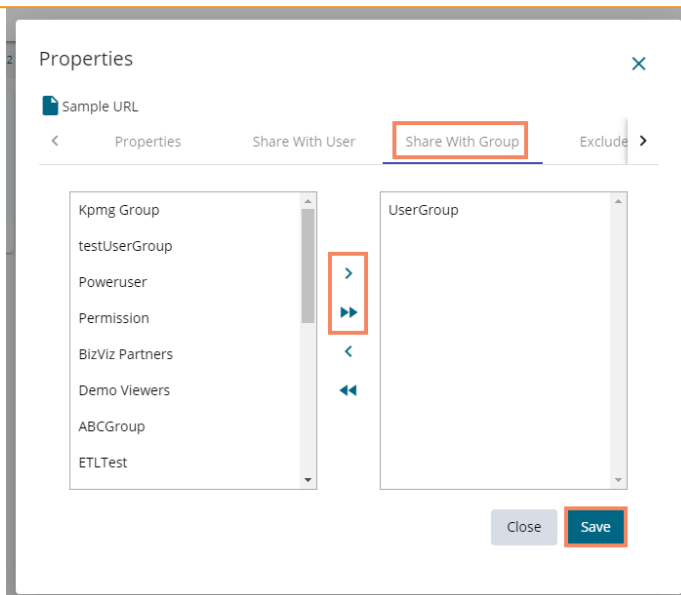 Properties
2
Sample URL
Properties Share With User Share With Group Exclude
Kpmg Group
testUserGroup
Poweruser
Permission
BizViz Partners
Demo Viewers
ABCGroup
ETLTest
UserGroup
Close Save